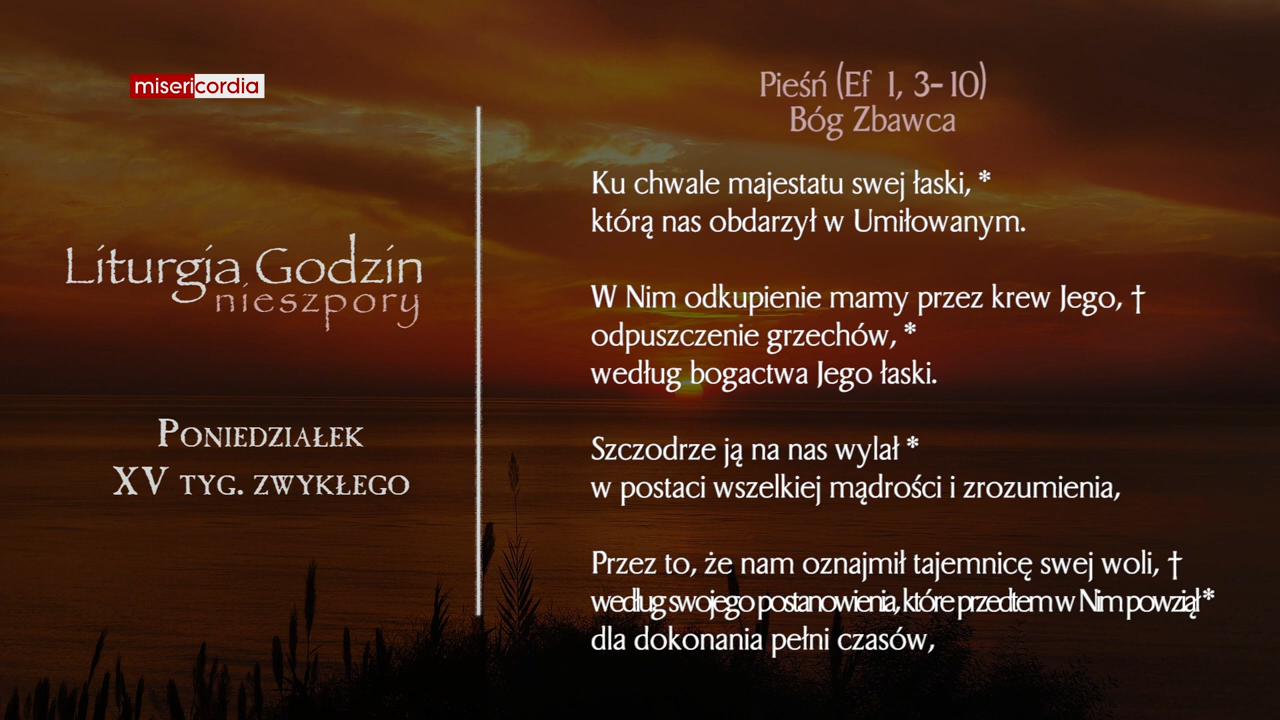 misericordia
Liturgia Godzin
nieszpory
Poniedziałek
XV tyg. zwykłego
Pieśń (Ef 1, 3-10)
Bóg Zbawca
Ku chwale majestatu swej łaski, *
którą nas obdarzył w Umiłowanym.
W Nim odkupienie mamy przez krew Jego, †
odpuszczenie grzechów, *
według bogactwa Jego łaski.
Szczodrze ją na nas wylał *
w postaci wszelkiej mądrości i zrozumienia,
Przez to, że nam oznajmił tajemnicę swej woli, †
według swojego postanowienia, które przedtem w Nim powziął *
dla dokonania pełni czasów,